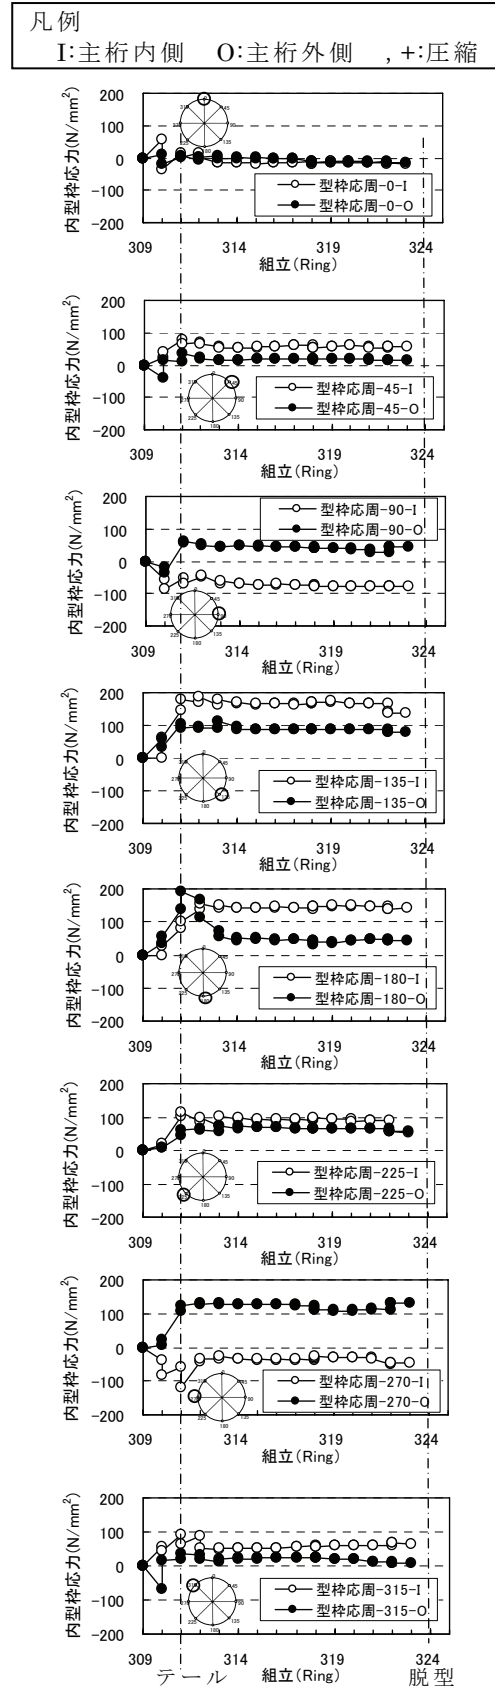 凡例
I:主桁内側 O:主桁外側 , +:圧縮
内型枠応力(N/mm²)
200
100
0
-100
-200
型枠応周-0-I
型枠応周-0-O
309 314 319 324
組立(Ring)
内型枠応力(N/mm²)
200
100
0
-100
-200
型枠応周-45-I
型枠応周-45-O
309 314 319 324
組立(Ring)
内型枠応力(N/mm²)
200
100
0
-100
-200
型枠応周-90-I
型枠応周-90-O
309 314 319 324
組立(Ring)
内型枠応力(N/mm²)
200
100
0
-100
-200
型枠応周-135-I
型枠応周-135-O
309 314 319 324
組立(Ring)
内型枠応力(N/mm²)
200
100
0
-100
-200
型枠応周-180-I
型枠応周-180-O
309 314 319 324
組立(Ring)
内型枠応力(N/mm²)
200
100
0
-100
-200
型枠応周-225-I
型枠応周-225-O
309 314 319 324
組立(Ring)
内型枠応力(N/mm²)
200
100
0
-100
-200
型枠応周-270-I
型枠応周-270-O
309 314 319 324
組立(Ring)
内型枠応力(N/mm²)
200
100
0
-100
-200
型枠応周-315-I
型枠応周-315-O
309 314 319 324
テール 組立(Ring) 脱型